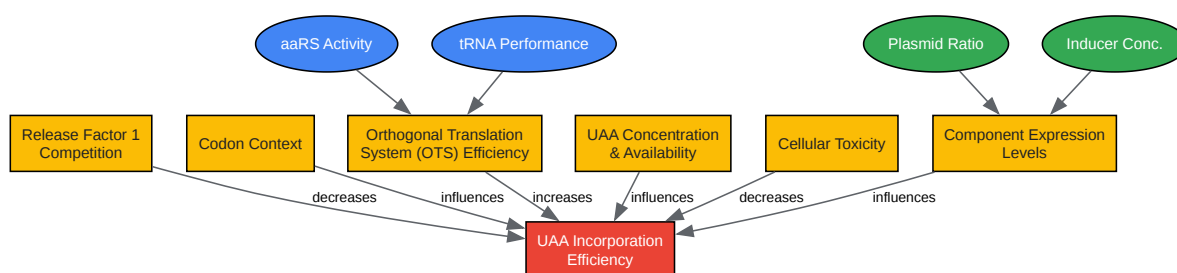 aaRS Activity
tRNA Performance
Plasmid Ratio
Inducer Conc.
Release Factor 1
Competition
Codon Context
Orthogonal Translation
System (OTS) Efficiency
UAA Concentration
& Availability
Cellular Toxicity
Component Expression
Levels
decreases
influences
increases
influences
decreases
influences
UAA Incorporation
Efficiency